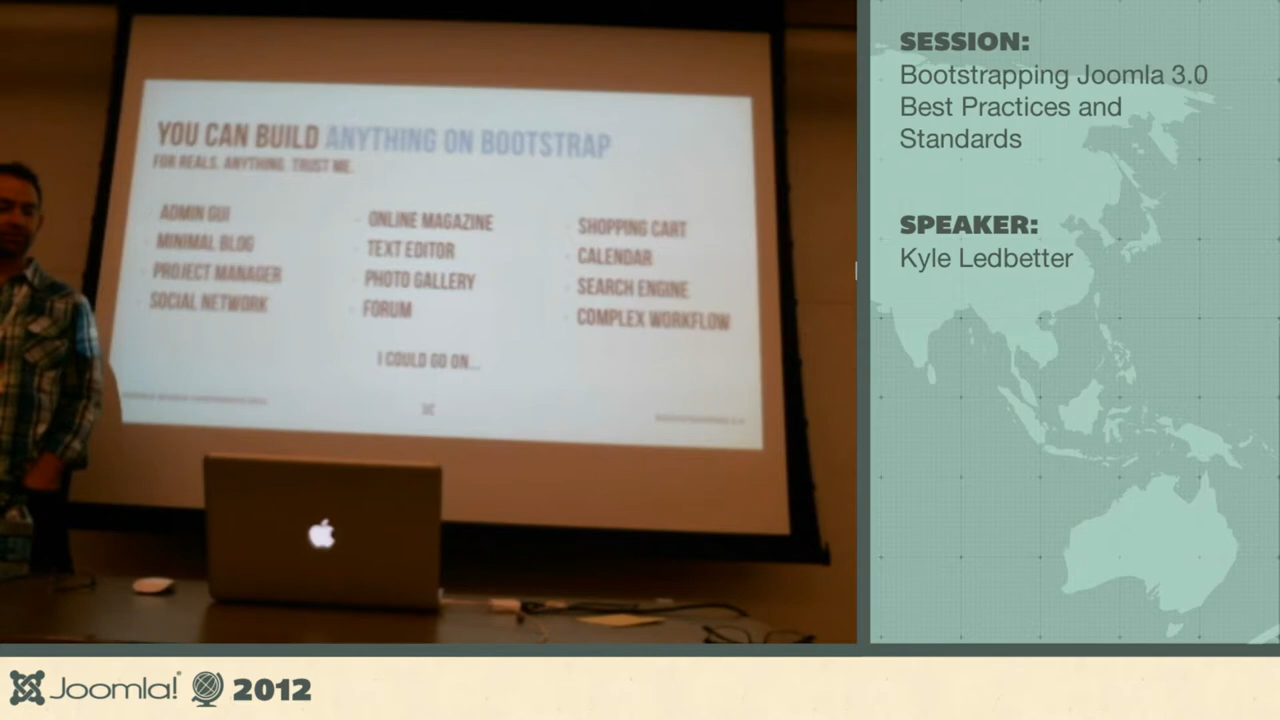 YOU CAN BUILD ANYTHING ON BOOTSTRAP
FOR REALS. ANYTHING. TRUST ME.
ADMIN GUI
MINIMAL BLOG
PROJECT MANAGER
SOCIAL NETWORK
ONLINE MAGAZINE
TEXT EDITOR
PHOTO GALLERY
FORUM
SHOPPING CART
CALENDAR
SEARCH ENGINE
COMPLEX WORKFLOW
I COULD GO ON...
SESSION:
Bootstrapping Joomla 3.0
Best Practices and
Standards
SPEAKER:
Kyle Ledbetter
Joomla! 2012